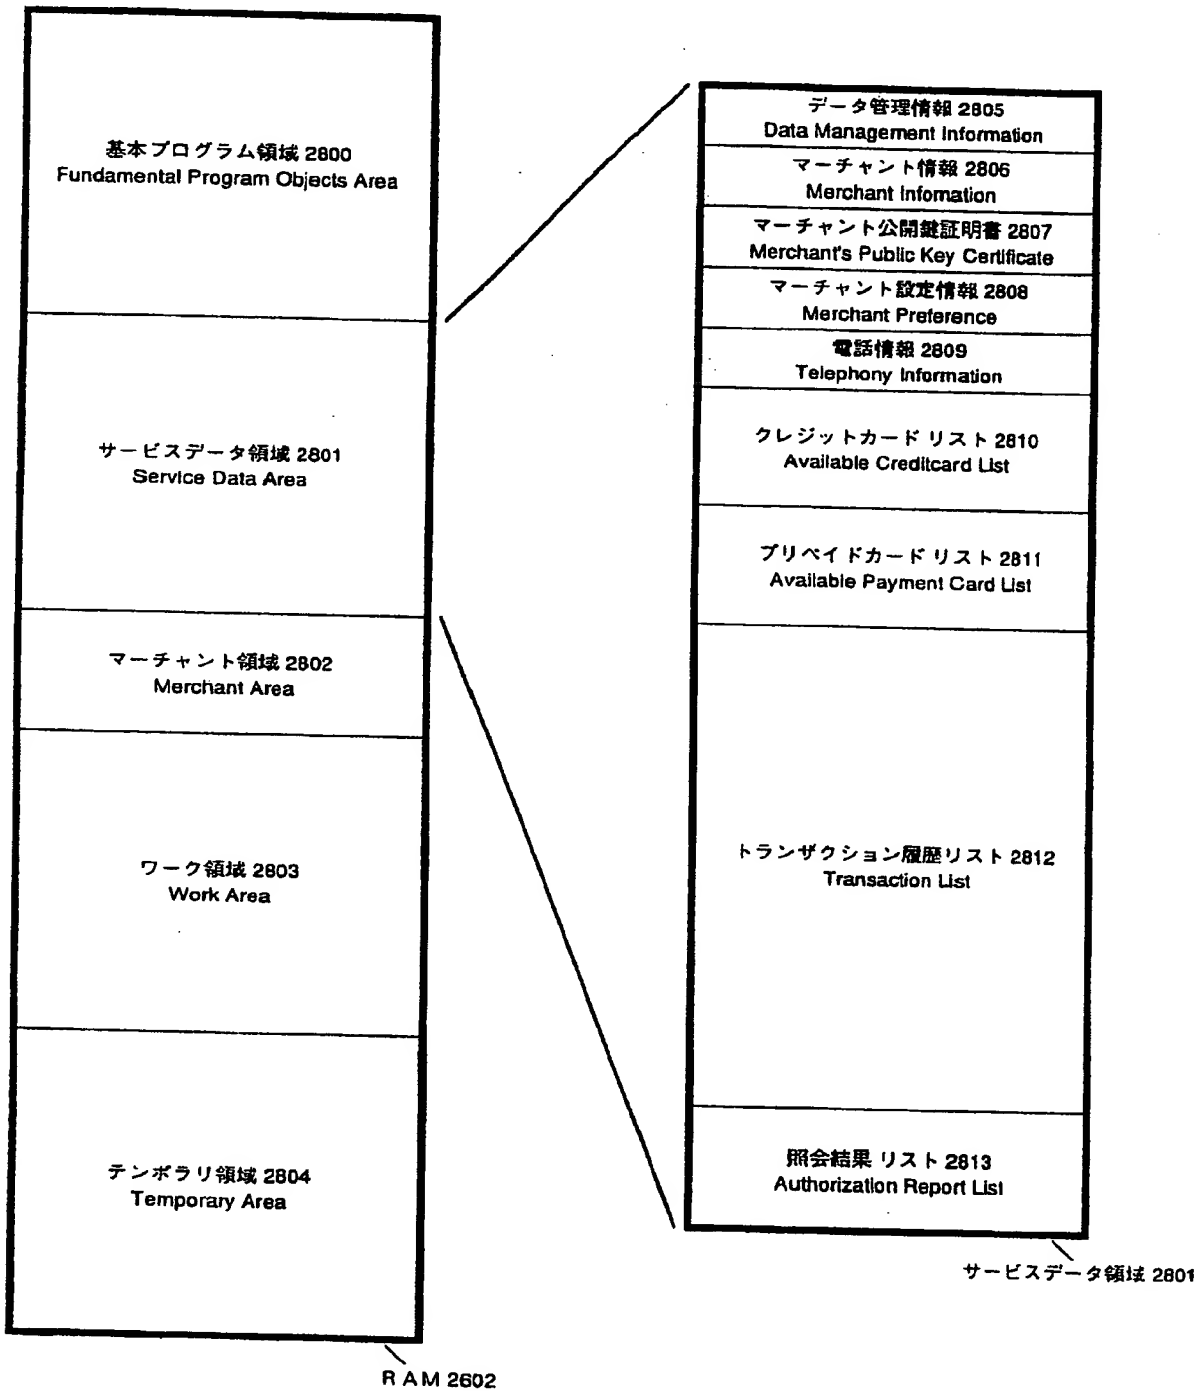 基本プログラム領域 2800
Fundamental Program Objects Area
サービスデータ領域 2801
Service Data Area
マーチャント領域 2802
Merchant Area
ワーク領域 2803
Work Area
テンポラリ領域 2804
Temporary Area
RAM 2602
データ管理情報 2805
Data Management Information
マーチャント情報 2806
Merchant Infomation
マーチャント公開鍵証明書 2807
Merchant's Public Key Certificate
マーチャント設定情報 2808
Merchant Preference
電話情報 2809
Telephony Information
クレジットカード リスト 2810
Available Creditcard List
プリペイドカード リスト 2811
Available Payment Card List
トランザクション履歴リスト 2812
Transaction List
照会結果 リスト 2813
Authorization Report List
サービスデータ領域 2801